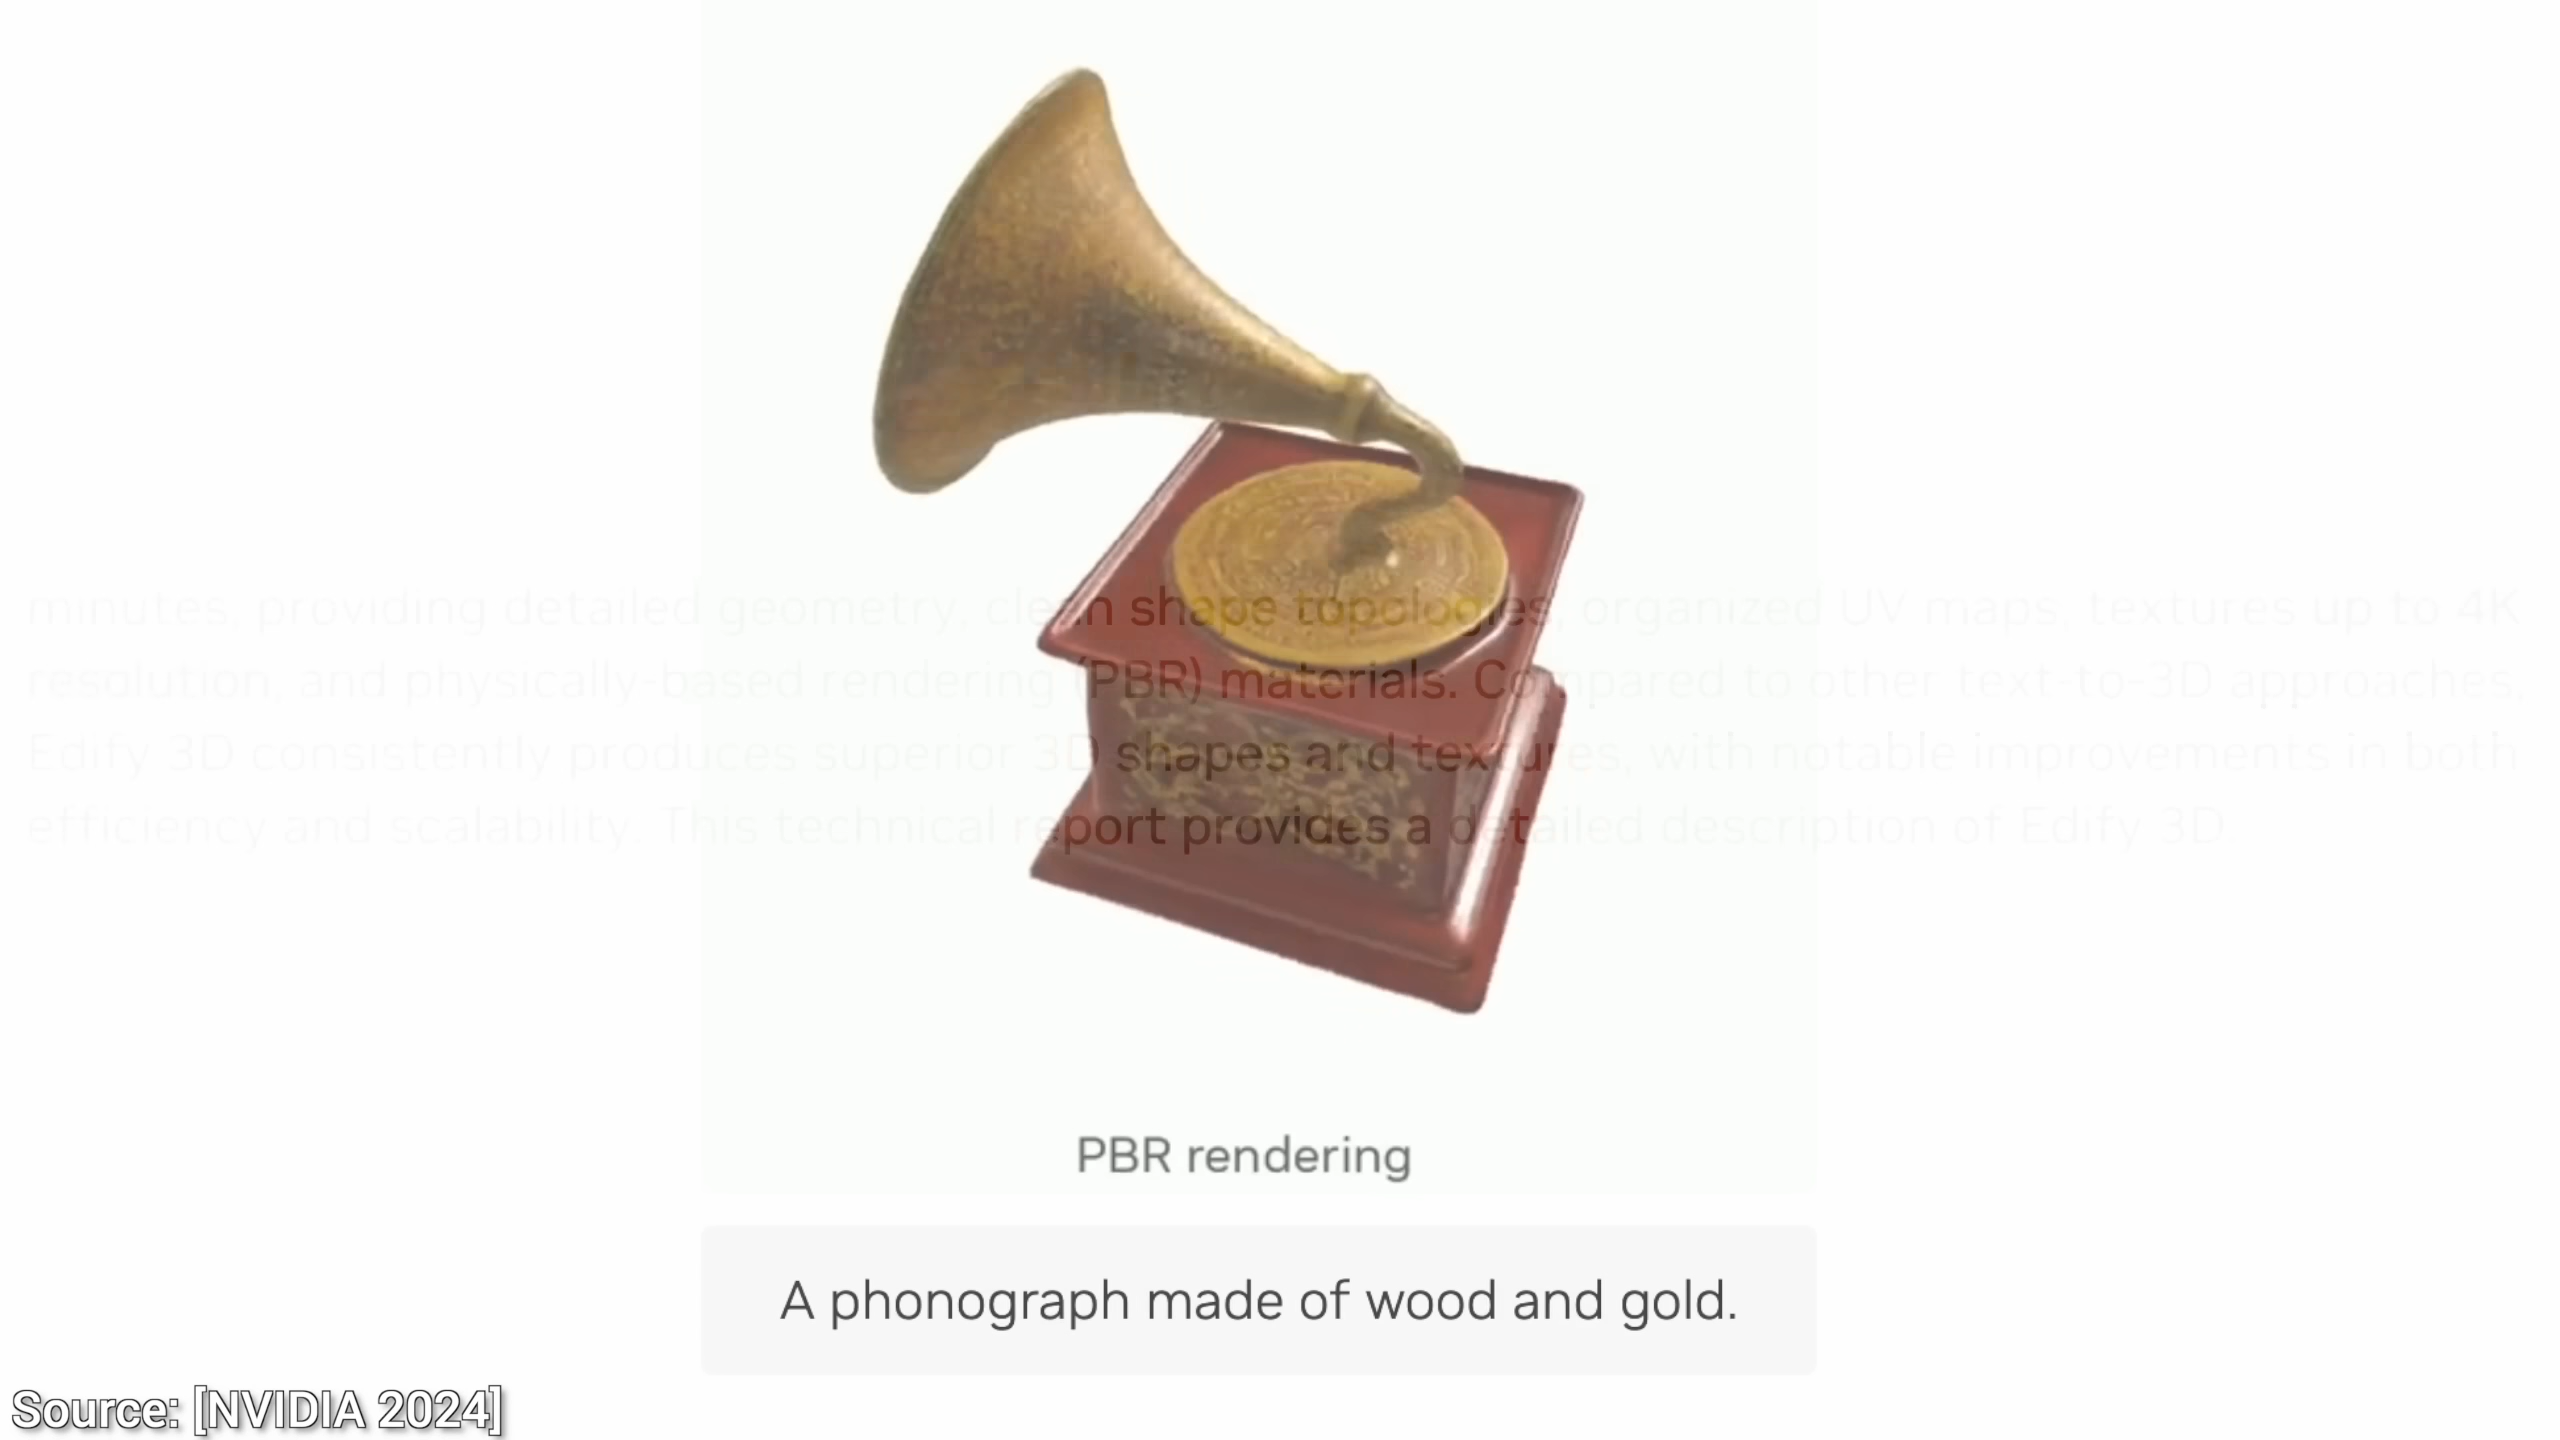 minutes, providing detailed geometry, clean shape topologies, organized UV maps, textures up to 4K
resolution, and physically-based rendering (PBR) materials. Compared to other text-to-3D approaches,
Edify 3D consistently produces superior 3D shapes and textures, with notable improvements in both
efficiency and scalability. This technical report provides a detailed description of Edify 3D
PBR rendering
A phonograph made of wood and gold.
Source: [NVIDIA 2024]